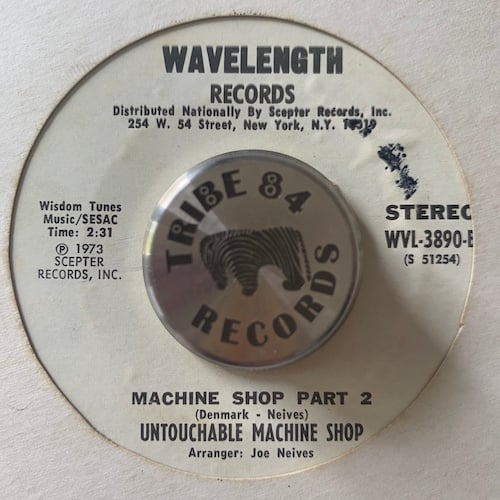 WAVELENGTH
RECORDS
Distributed Nationally By Scepter Records, Inc.
254 W. 54 Street, New York, N.Y. 10019
Wisdom Tunes
Music/SESAC
Time: 2:31
℗ 1973
SCEPTER
RECORDS, INC.
TRIBE 84
RECORDS
STEREO
WVL-3890-B
(S 51254)
MACHINE SHOP PART 2
(Denmark - Neives)
UNTOUCHABLE MACHINE SHOP
Arranger: Joe Neives